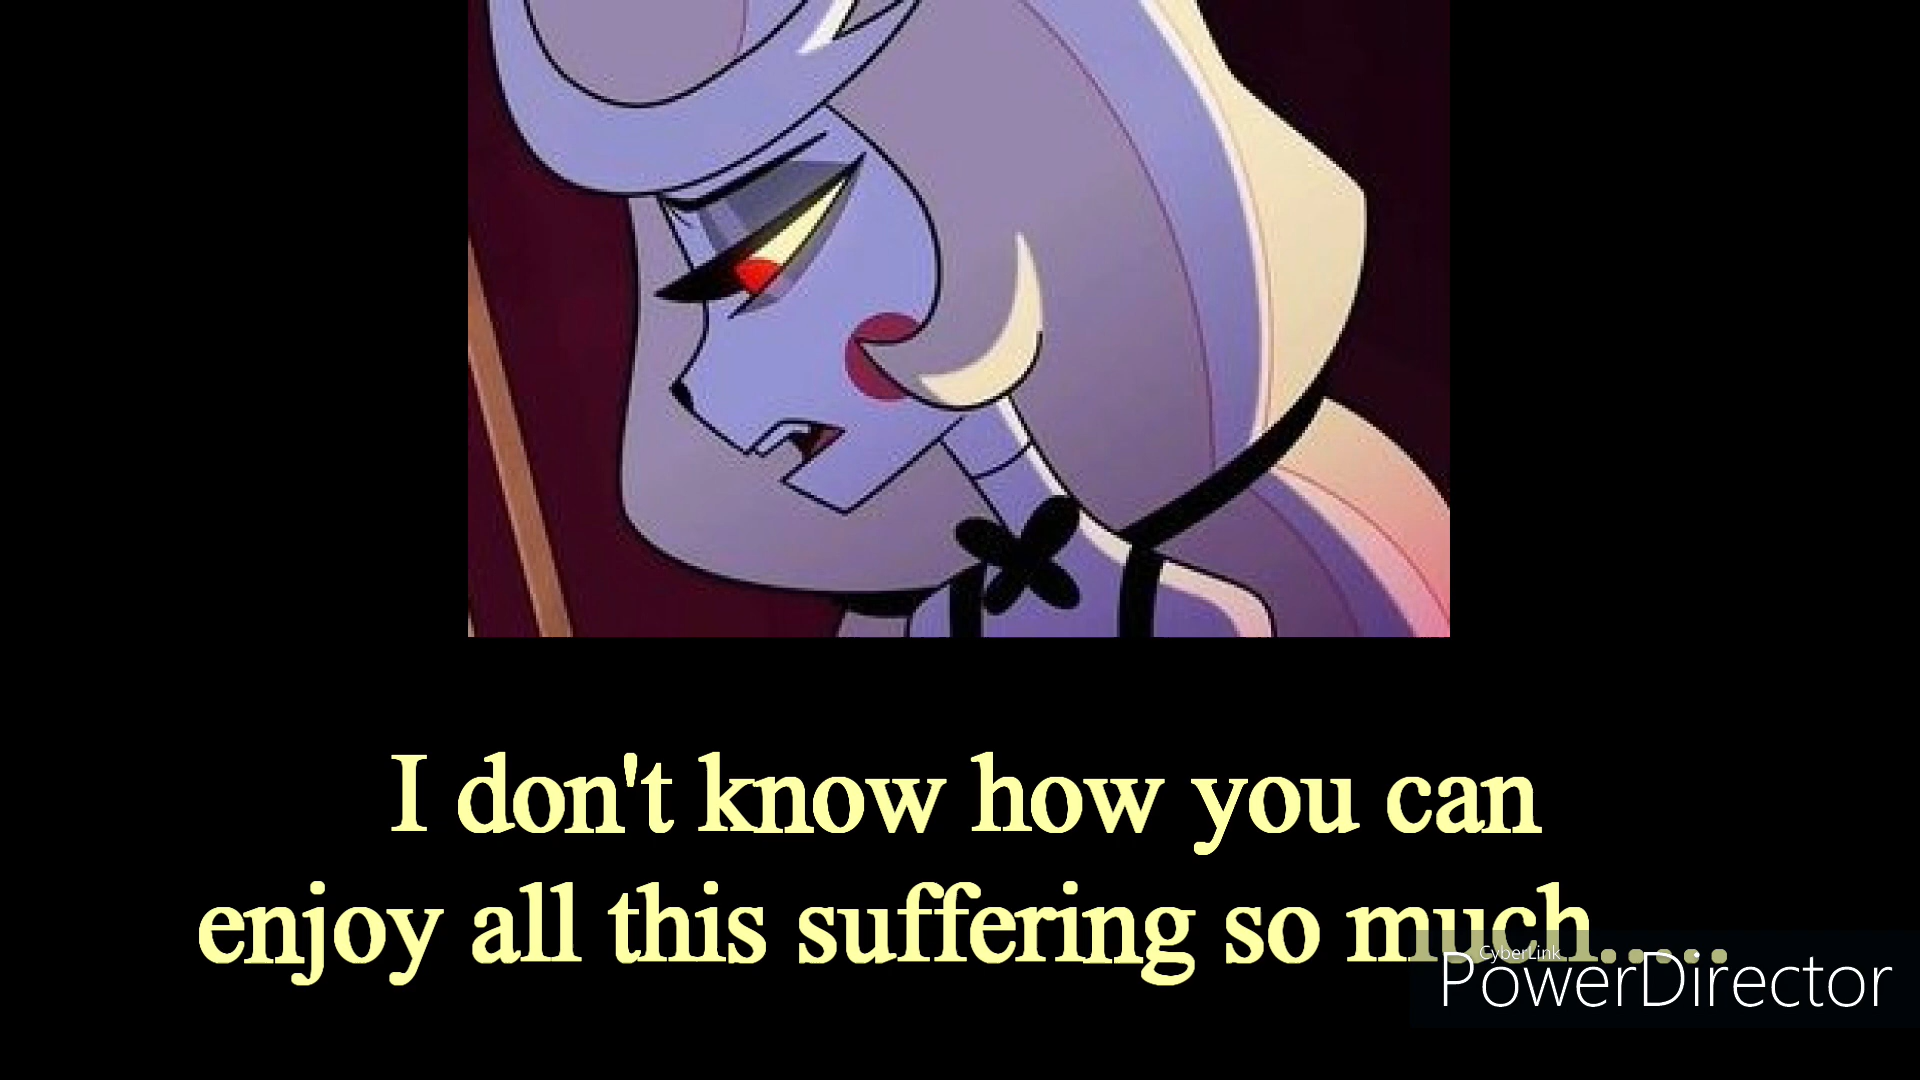 I don't know how you can
enjoy all this suffering so much......
CyberLink
PowerDirector